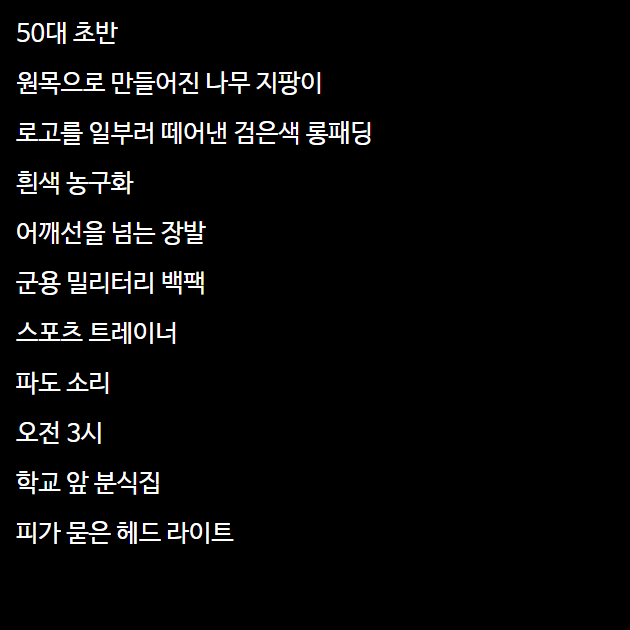 50대 초반
원목으로 만들어진 나무 지팡이
로고를 일부러 떼어낸 검은색 롱패딩
흰색 농구화
어깨선을 넘는 장발
군용 밀리터리 백팩
스포츠 트레이너
파도 소리
오전 3시
학교 앞 분식집
피가 묻은 헤드 라이트